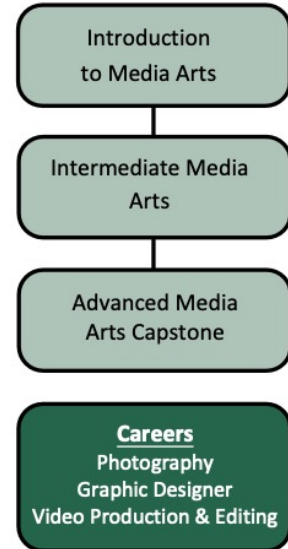 Introduction
to Media Arts
Intermediate Media
Arts
Advanced Media
Arts Capstone
Careers
Photography
Graphic Designer
Video Production & Editing